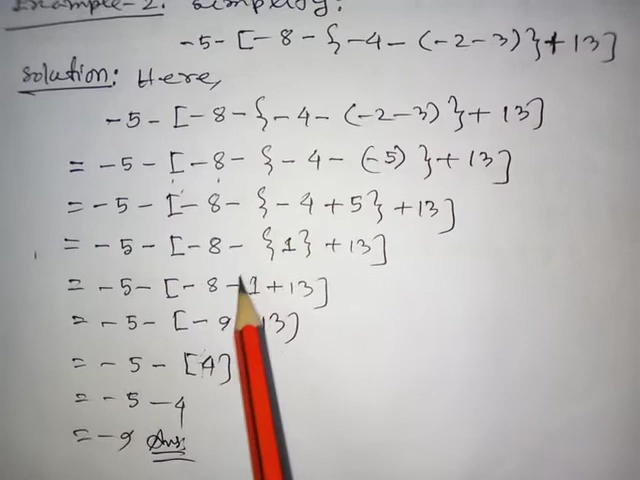 Example-2. Simplify:
-5-[-8-{-4-(-2-3)}+13]
Solution: Here,
-5-[-8-{-4-(-2-3)}+13]
= -5-[-8-{-4-(-5)}+13]
= -5-[-8-{-4+5}+13]
= -5-[-8-{1}+13]
= -5-[-8-1+13]
= -5-[-9 13)
= -5-[4]
= -5-4
= -9 Ans: